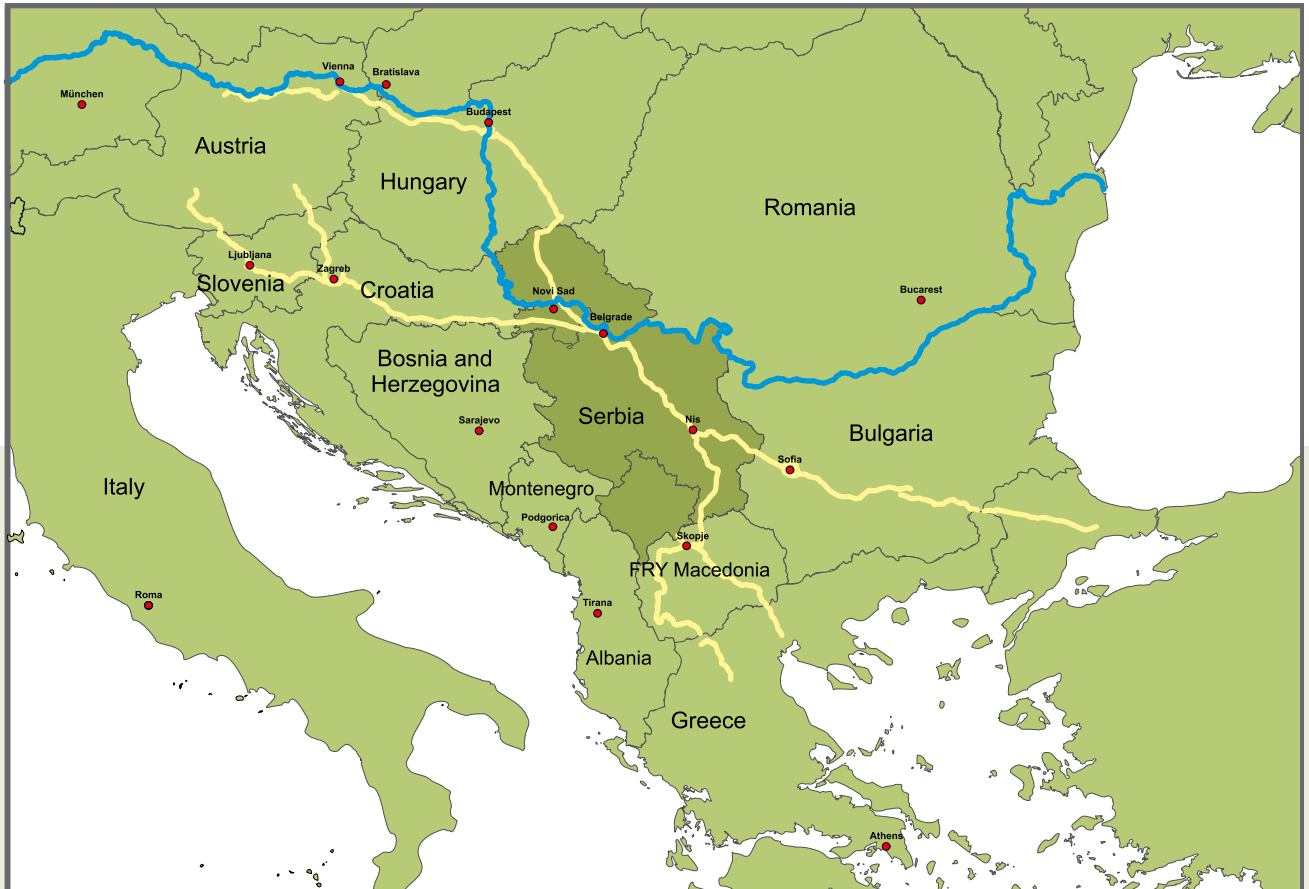 Vienna
Bratislava
München
Budapest
Austria
Hungary
Romania
Ljubljana
Zagreb
Slovenia
Croatia
Novi Sad
Bucarest
Belgrade
Bosnia and
Herzegovina
Sarajevo
Serbia
Nis
Bulgaria
Sofia
Italy
Montenegro
Podgorica
Skopje
FRY Macedonia
Roma
Tirana
Albania
Greece
Athens